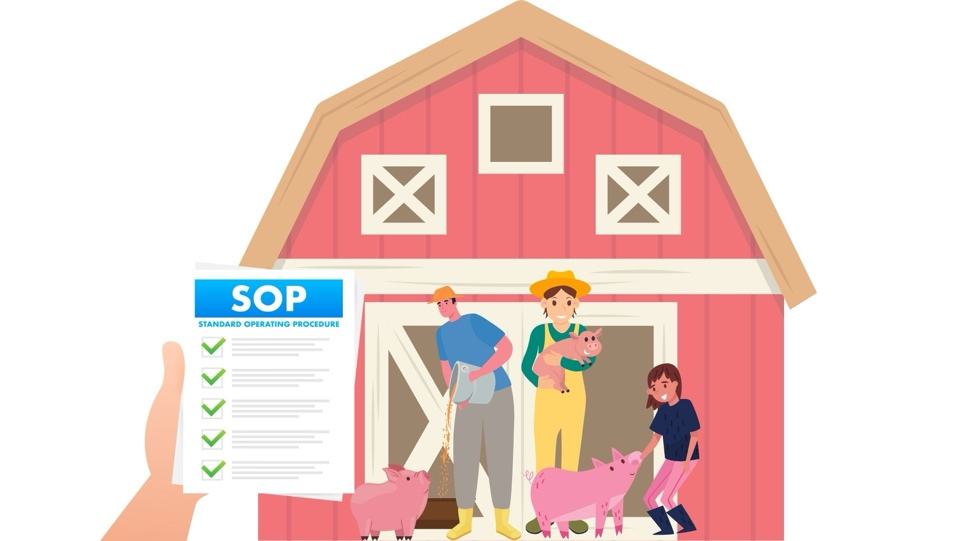 SOP
STANDARD OPERATING PROCEDURE